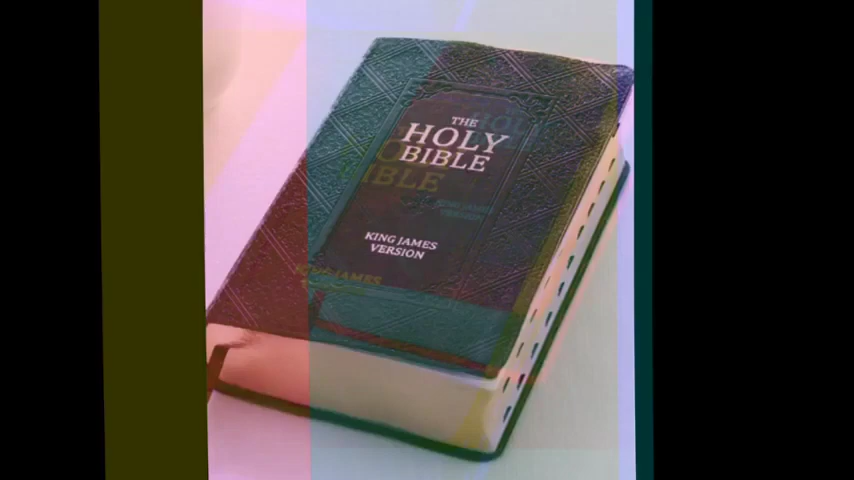 THE
HOLY
BIBLE
KING JAMES
VERSION